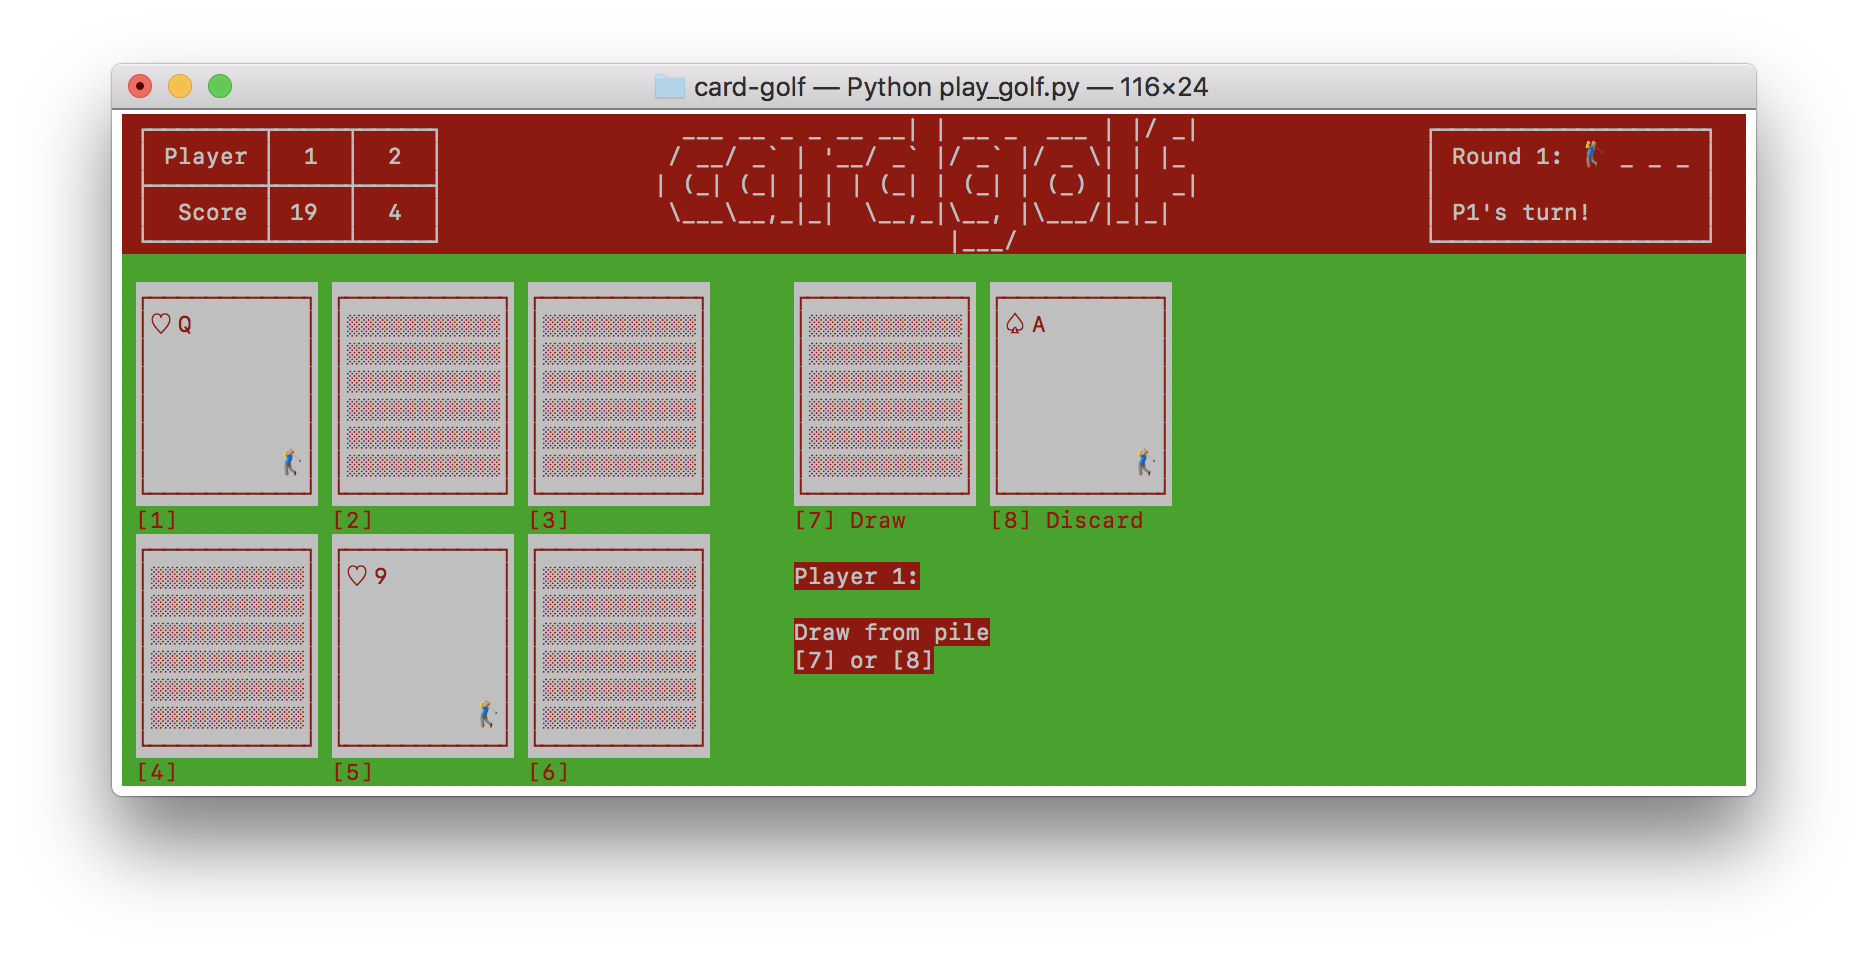 card-golf — Python play_golf.py — 116×24
Player 1 2
Score 19 4
cardgolf
Round 1: 🏌 _ _ _
P1's turn!
♡ Q
♤ A
[1] [2] [3] [7] Draw [8] Discard
♡ 9
Player 1:
Draw from pile
[7] or [8]
[4] [5] [6]